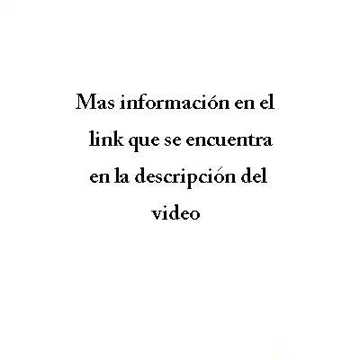 Mas información en el
link que se encuentra
en la descripción del
video